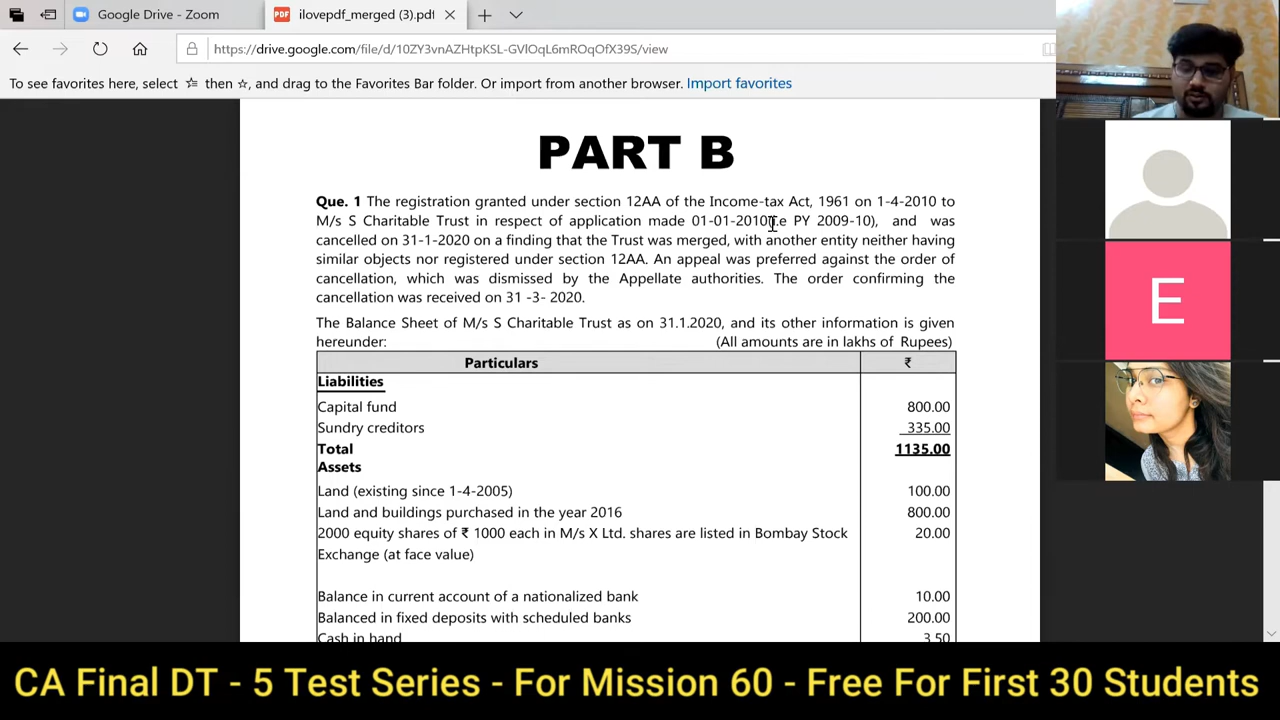 Google Drive - Zoom
PDF
ilovepdf_merged (3).pdf
https://drive.google.com/file/d/10ZY3vnAZHtpKSL-GVlOqL6mROqOfX39S/view
To see favorites here, select then ☆, and drag to the Favorites Bar folder. Or import from another browser. Import favorites
PART B
Que. 1 The registration granted under section 12AA of the Income-tax Act, 1961 on 1-4-2010 to
M/s S Charitable Trust in respect of application made 01-01-2010(i.e PY 2009-10), and was
cancelled on 31-1-2020 on a finding that the Trust was merged, with another entity neither having
similar objects nor registered under section 12AA. An appeal was preferred against the order of
cancellation, which was dismissed by the Appellate authorities. The order confirming the
cancellation was received on 31 -3- 2020.
The Balance Sheet of M/s S Charitable Trust as on 31.1.2020, and its other information is given
hereunder: (All amounts are in lakhs of Rupees)
Particulars ₹
Liabilities
Capital fund 800.00
Sundry creditors 335.00
Total 1135.00
Assets
Land (existing since 1-4-2005) 100.00
Land and buildings purchased in the year 2016 800.00
2000 equity shares of ₹ 1000 each in M/s X Ltd. shares are listed in Bombay Stock 20.00
Exchange (at face value)
Balance in current account of a nationalized bank 10.00
Balanced in fixed deposits with scheduled banks 200.00
Cash in hand 3.50
E
CA Final DT - 5 Test Series - For Mission 60 - Free For First 30 Students